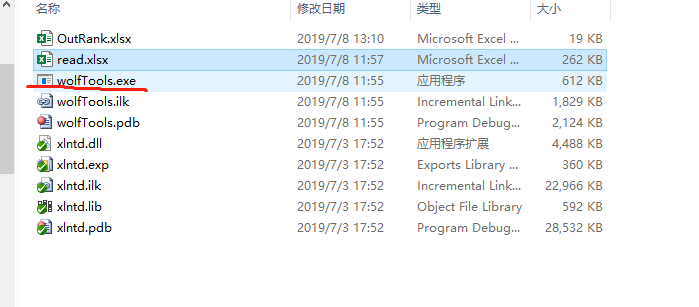 名称 修改日期 类型 大小
OutRank.xlsx 2019/7/8 13:10 Microsoft Excel ... 19 KB
read.xlsx 2019/7/8 11:57 Microsoft Excel ... 262 KB
wolfTools.exe 2019/7/8 11:55 应用程序 612 KB
wolfTools.ilk 2019/7/8 11:55 Incremental Link... 1,829 KB
wolfTools.pdb 2019/7/8 11:55 Program Debug... 2,124 KB
xlntd.dll 2019/7/3 17:52 应用程序扩展 4,488 KB
xlntd.exp 2019/7/3 17:52 Exports Library ... 360 KB
xlntd.ilk 2019/7/3 17:52 Incremental Link... 22,966 KB
xlntd.lib 2019/7/3 17:52 Object File Library 592 KB
xlntd.pdb 2019/7/3 17:52 Program Debug... 28,532 KB